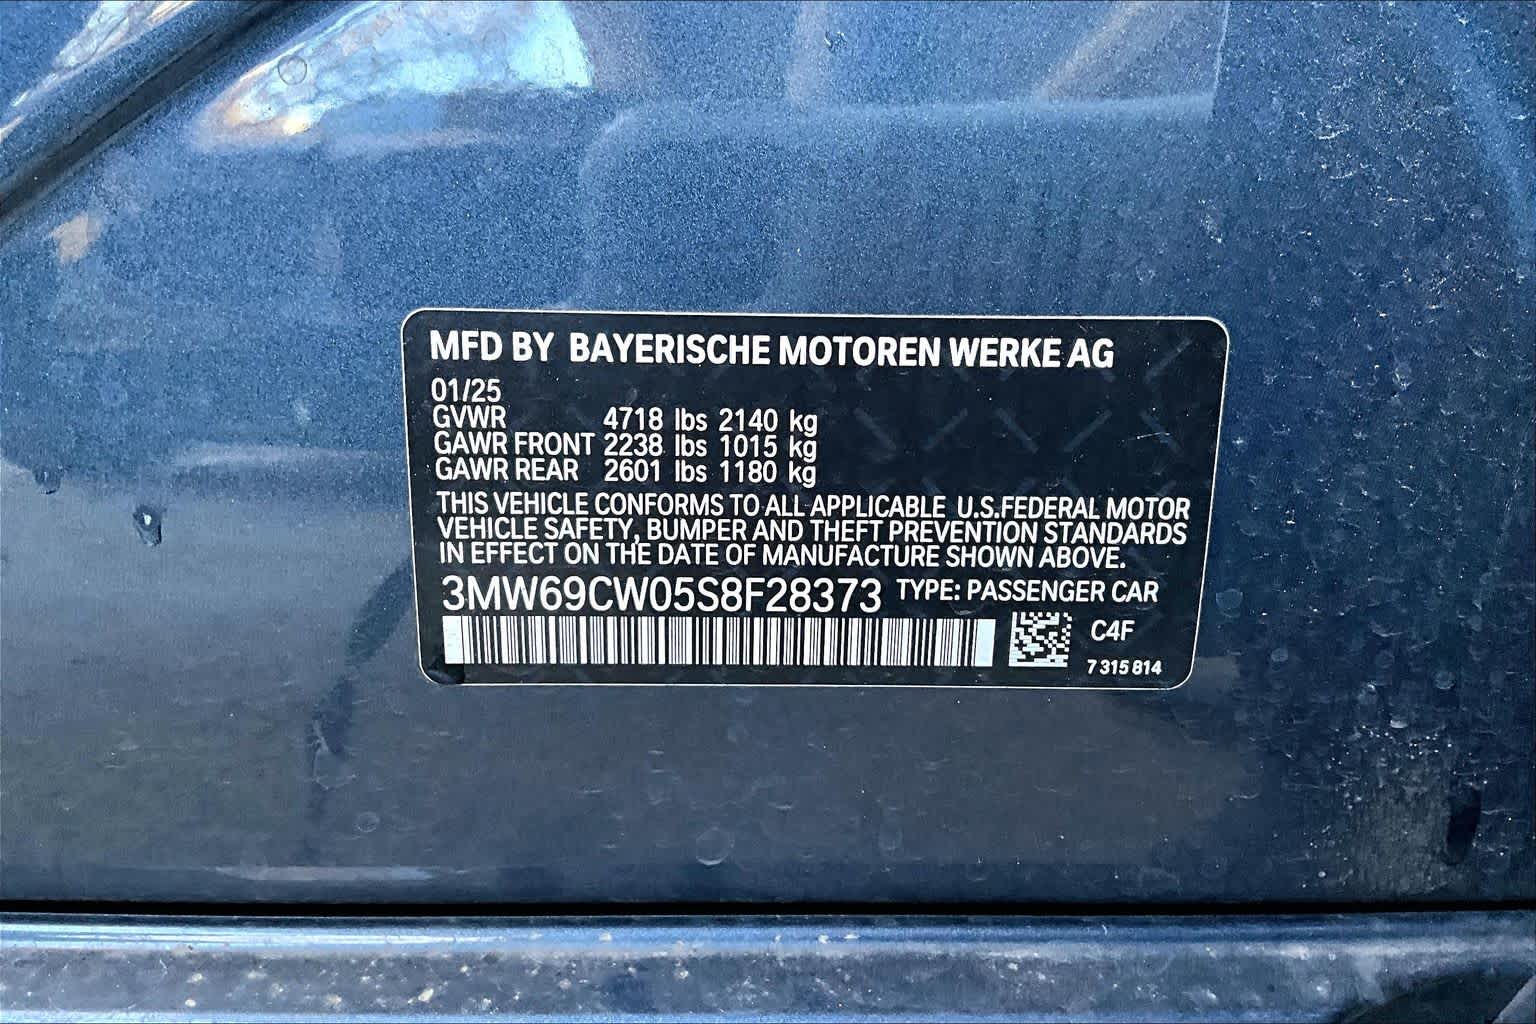 MFD BY BAYERISCHE MOTOREN WERKE AG
01/25
GVWR 4718 lbs 2140 kg
GAWR FRONT 2238 lbs 1015 kg
GAWR REAR 2601 lbs 1180 kg
THIS VEHICLE CONFORMS TO ALL APPLICABLE U.S.FEDERAL MOTOR
VEHICLE SAFETY, BUMPER AND THEFT PREVENTION STANDARDS
IN EFFECT ON THE DATE OF MANUFACTURE SHOWN ABOVE.
3MW69CW05S8F28373 TYPE: PASSENGER CAR
C4F
7 315 814